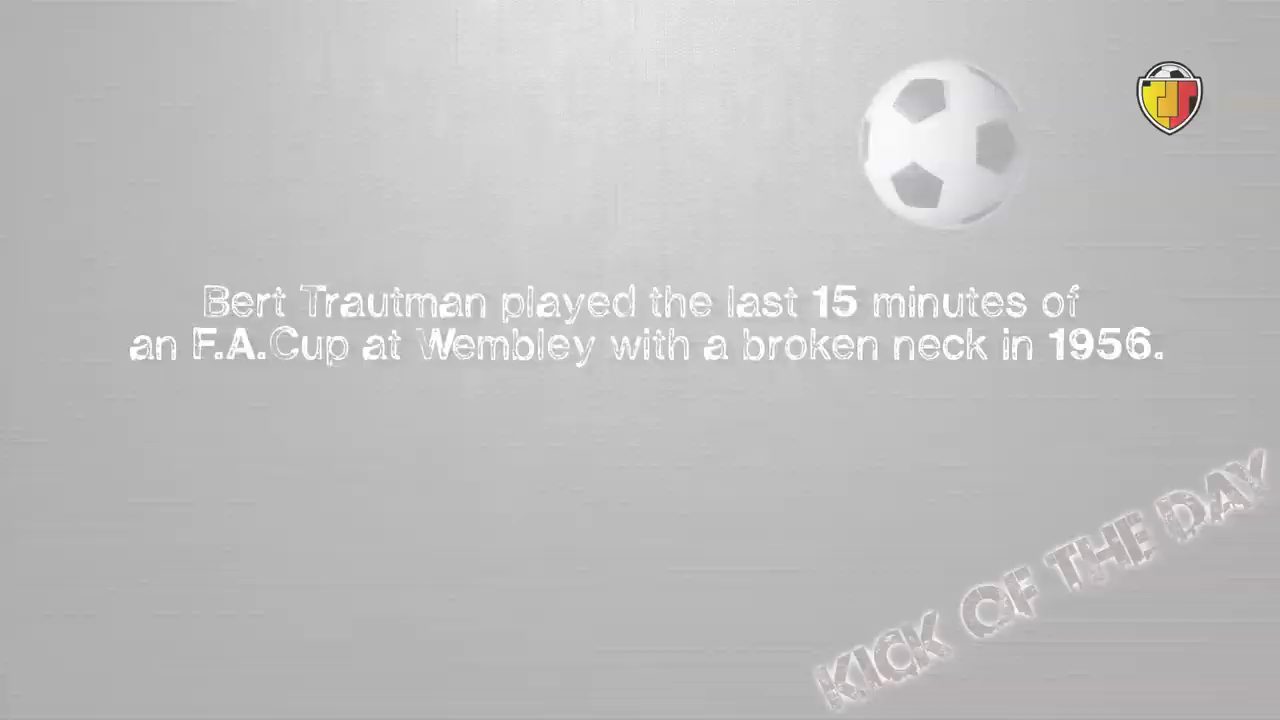 Bert Trautman played the last 15 minutes of
an F.A.Cup at Wembley with a broken neck in 1956.
KICK OF THE DAY